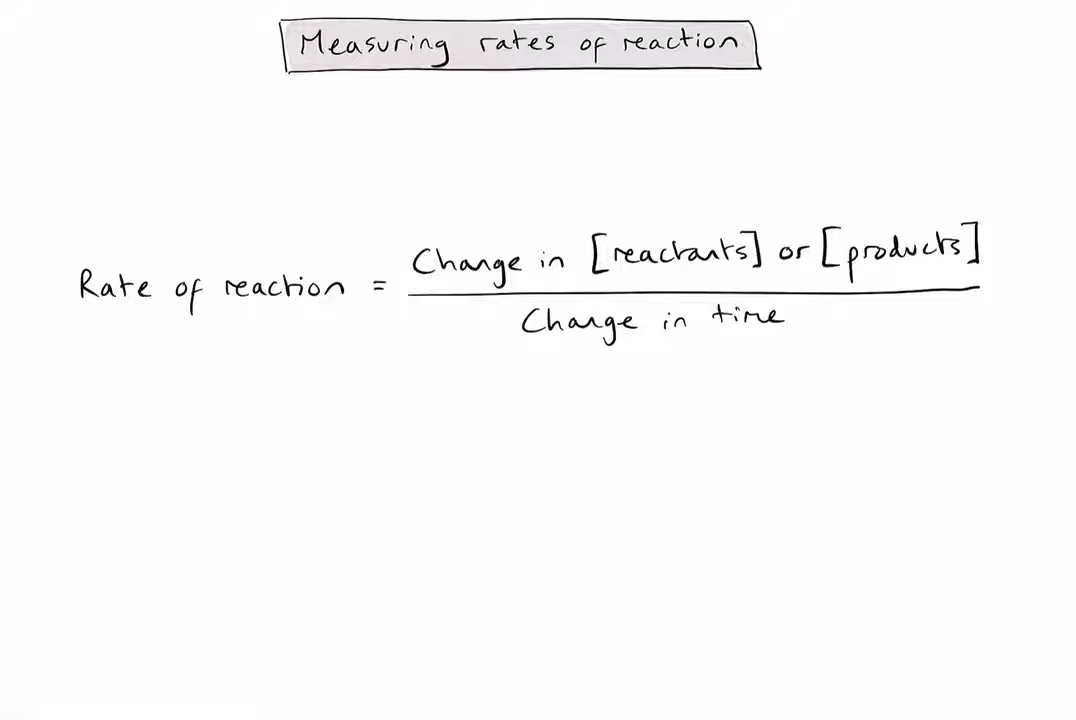 Measuring rates of reaction
Change in [reactants] or [products]
Rate of reaction =
Change in time